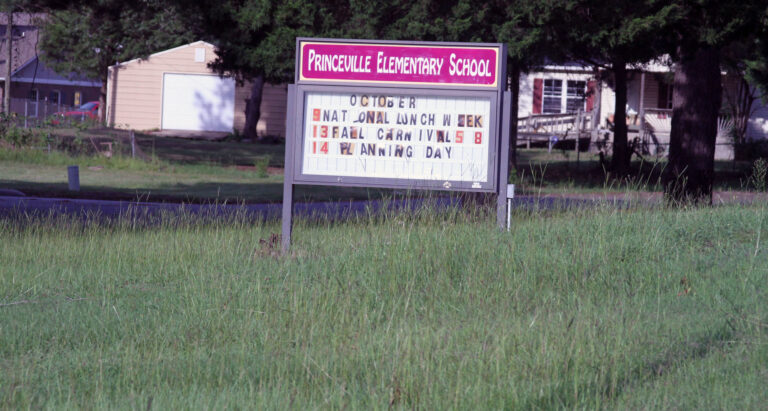 PRINCEVILLE ELEMENTARY SCHOOL
OCTOBER
9 NAT ONAL LUNCH W EEK
13 FALL CARNIVAL 5 8
14 PLANNING DAY